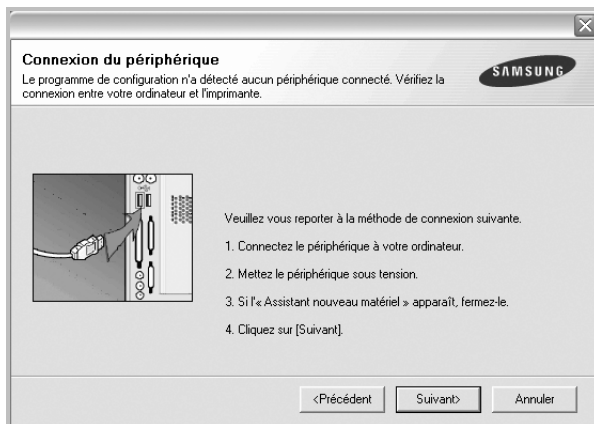 Connexion du périphérique
Le programme de configuration n'a détecté aucun périphérique connecté. Vérifiez la
connexion entre votre ordinateur et l'imprimante.
SAMSUNG
Veuillez vous reporter à la méthode de connexion suivante.
1. Connectez le périphérique à votre ordinateur.
2. Mettez le périphérique sous tension.
3. Si l'« Assistant nouveau matériel » apparaît, fermez-le.
4. Cliquez sur [Suivant].
<Précédent
Suivant>
Annuler